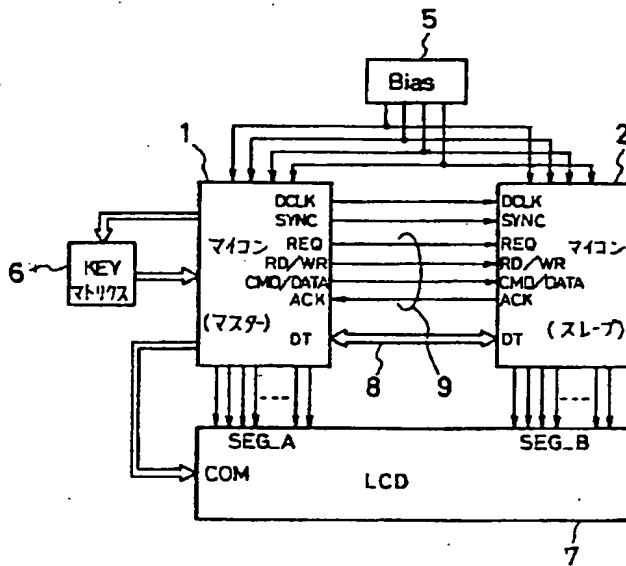 5
Bias
1
2
DCLK
DCLK
SYNC
SYNC
マイコン
REQ
REQ
マイコン
6
KEY
マトリクス
RD/WR
RD/WR
CMD/DATA
CMD/DATA
ACK
ACK
(マスター)
DT
DT
(スレーブ)
8
9
SEG_A
SEG_B
COM
LCD
7